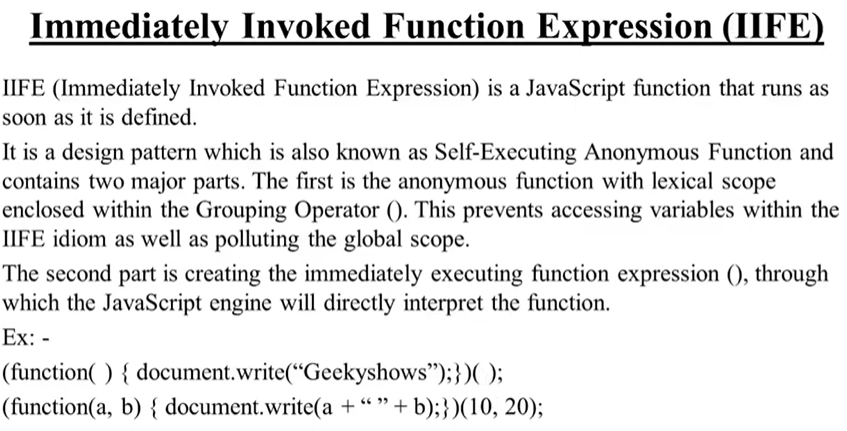 Immediately Invoked Function Expression (IIFE)
IIFE (Immediately Invoked Function Expression) is a JavaScript function that runs as
soon as it is defined.
It is a design pattern which is also known as Self-Executing Anonymous Function and
contains two major parts. The first is the anonymous function with lexical scope
enclosed within the Grouping Operator (). This prevents accessing variables within the
IIFE idiom as well as polluting the global scope.
The second part is creating the immediately executing function expression (), through
which the JavaScript engine will directly interpret the function.
Ex: -
(function( ) { document.write(“Geekyshows”);})( );
(function(a, b) { document.write(a + “ ” + b);})(10, 20);